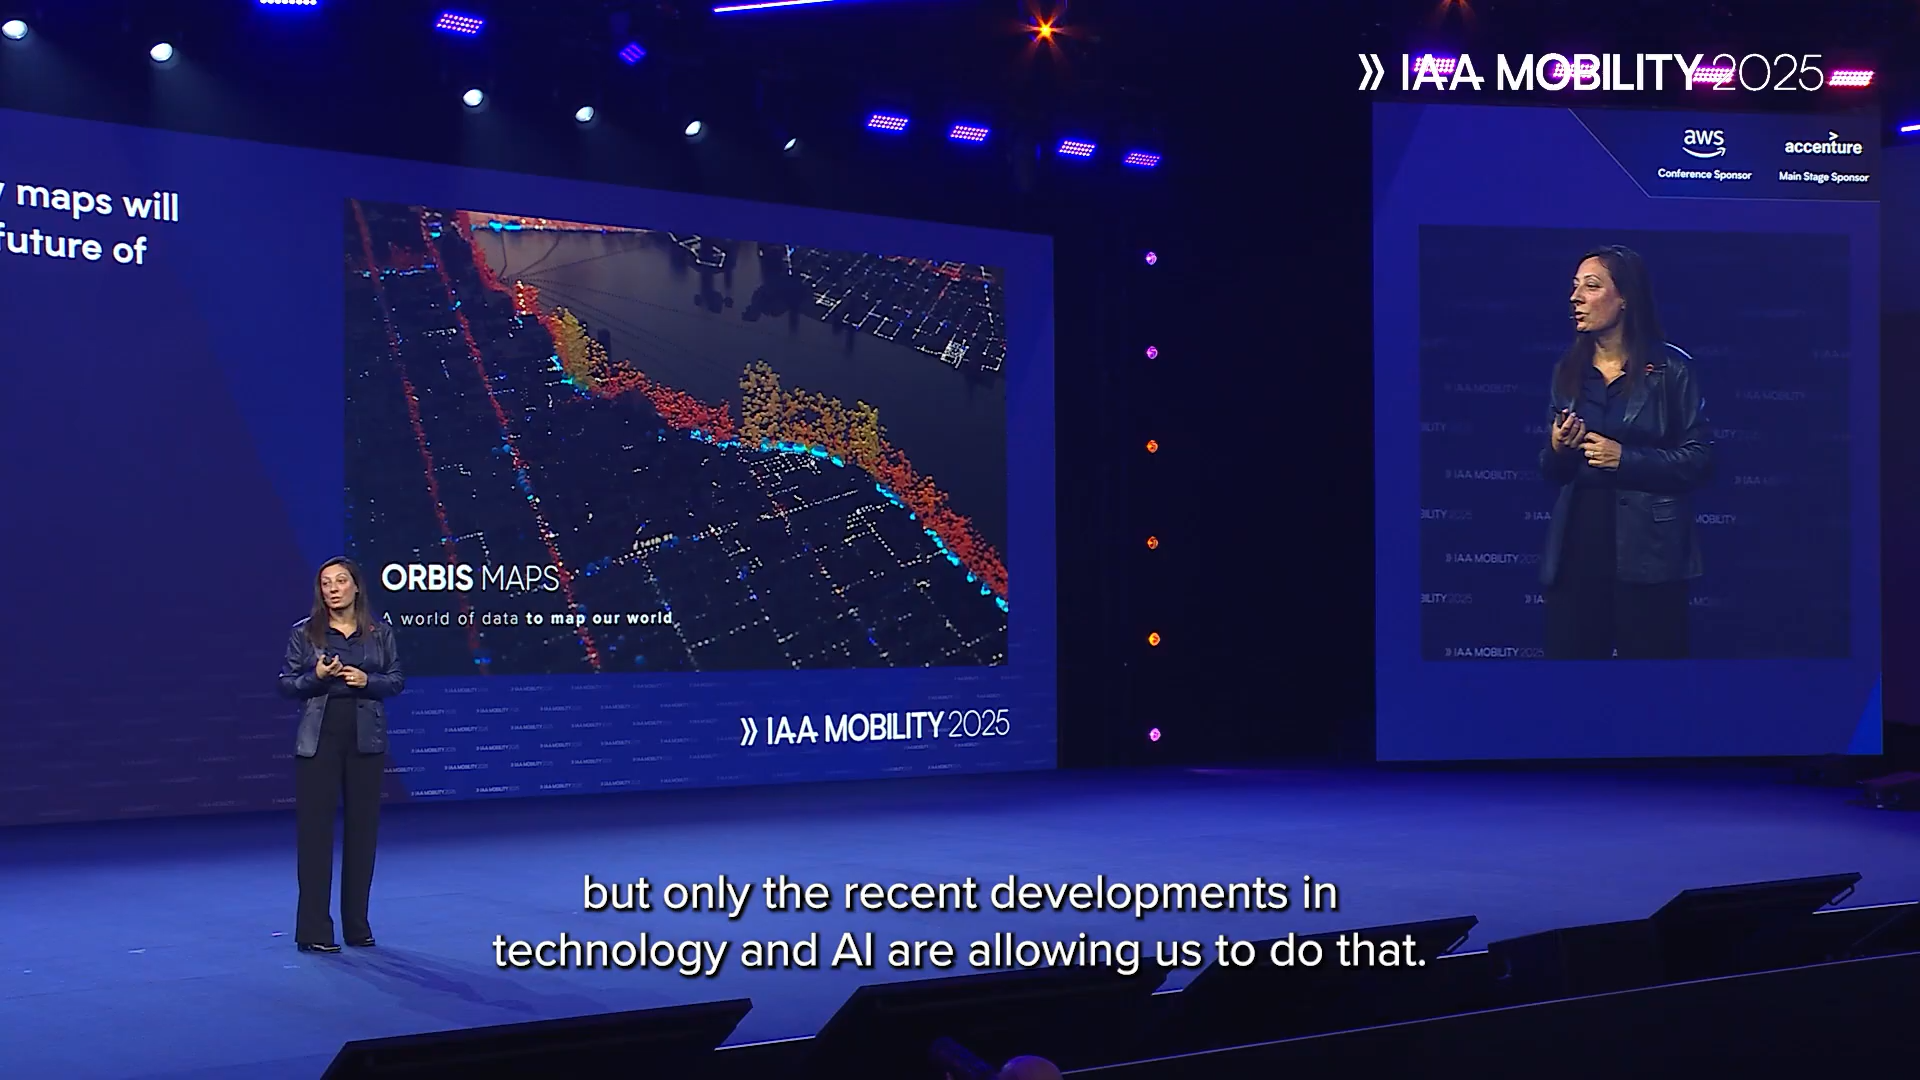 » IAA MOBILITY 2025
aws
Conference Sponsor
accenture
Main Stage Sponsor
maps will
future of
ORBIS MAPS
A world of data to map our world
» IAA MOBILITY 2025
but only the recent developments in
technology and AI are allowing us to do that.